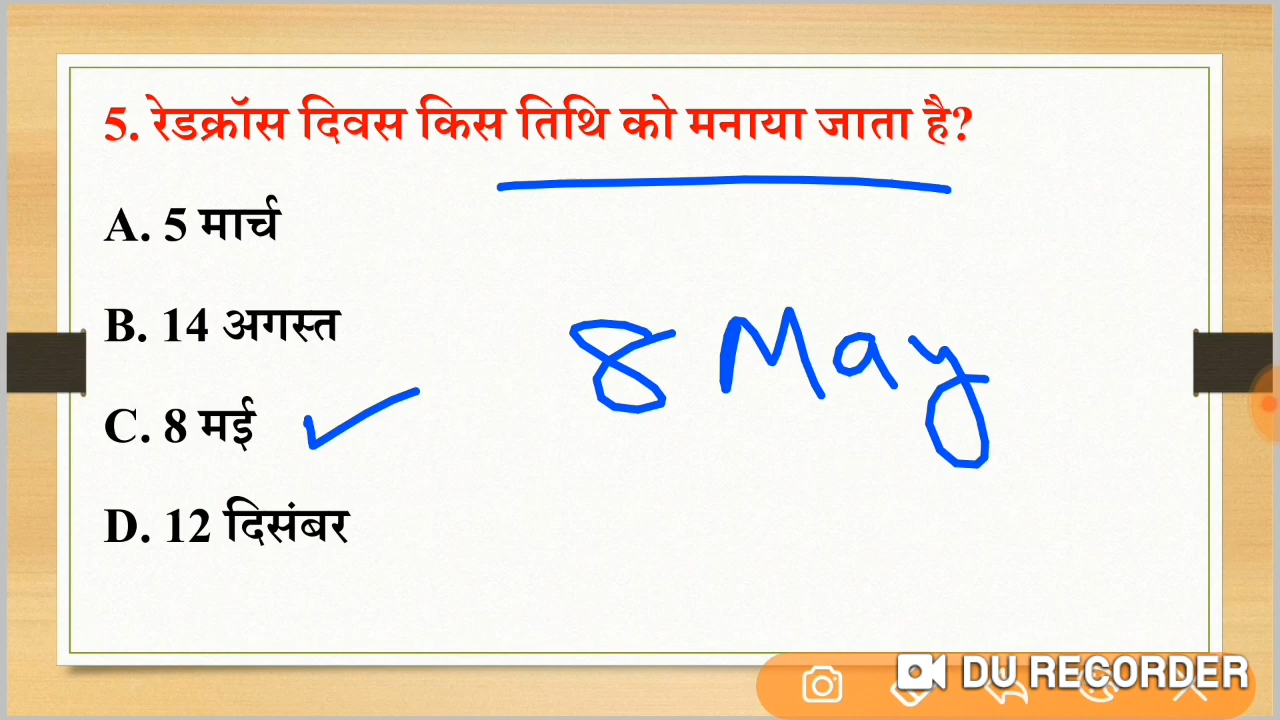 5. रेडक्रॉस दिवस किस तिथि को मनाया जाता है?
A. 5 मार्च
B. 14 अगस्त
8 May
C. 8 मई
D. 12 दिसंबर
DU RECORDER